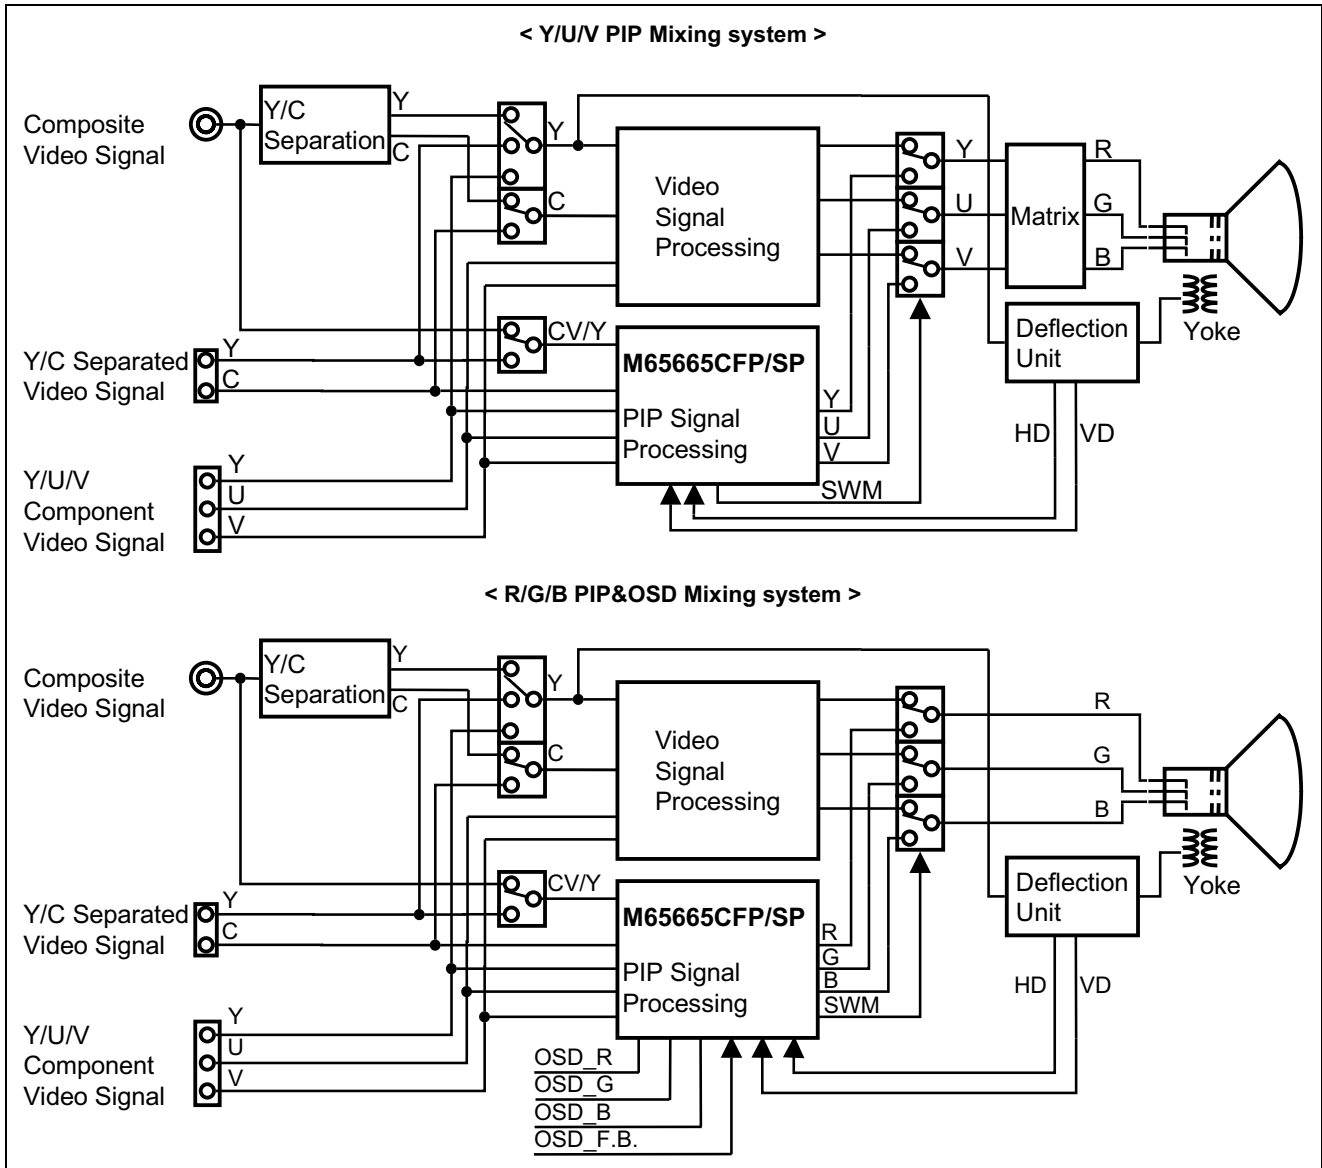 < Y/U/V PIP Mixing system >
Composite
Video Signal
Y/C
Separation
Y
C
Y
C
Video
Signal
Processing
Y
U
V
Matrix
R
G
B
Y/C Separated
Video Signal
Y
C
CV/Y
M65665CFP/SP
PIP Signal
Processing
Y
U
V
SWM
Deflection
Unit
Yoke
HD
VD
Y/U/V
Component
Video Signal
Y
U
V
< R/G/B PIP&OSD Mixing system >
Composite
Video Signal
Y/C
Separation
Y
C
Y
C
Video
Signal
Processing
R
G
B
Y/C Separated
Video Signal
Y
C
CV/Y
M65665CFP/SP
PIP Signal
Processing
R
G
B
SWM
Deflection
Unit
Yoke
HD
VD
Y/U/V
Component
Video Signal
Y
U
V
OSD_R
OSD_G
OSD_B
OSD_F.B.